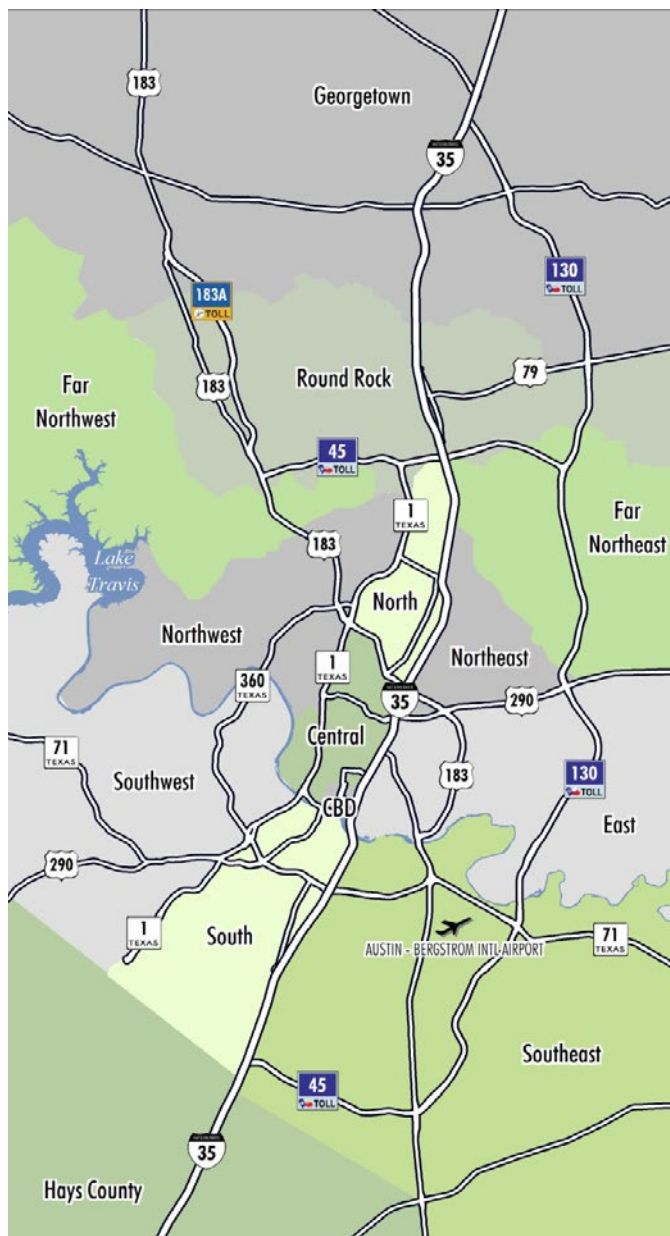 183
Georgetown
35
130
TOLL
183A
TOLL
79
183
Round Rock
Far
Northwest
45
TOLL
1
TEXAS
Far
Northeast
183
Lake
Travis
North
Northwest
1
TEXAS
Northeast
360
TEXAS
35
290
71
TEXAS
Central
Southwest
183
130
TOLL
CBD
East
290
1
TEXAS
South
AUSTIN - BERGSTROM INTL AIRPORT
71
TEXAS
Southeast
45
TOLL
35
Hays County